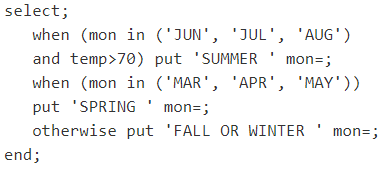 select;
when (mon in ('JUN', 'JUL', 'AUG')
and temp>70) put 'SUMMER ' mon=;
when (mon in ('MAR', 'APR', 'MAY'))
put 'SPRING ' mon=;
otherwise put 'FALL OR WINTER ' mon=;
end;